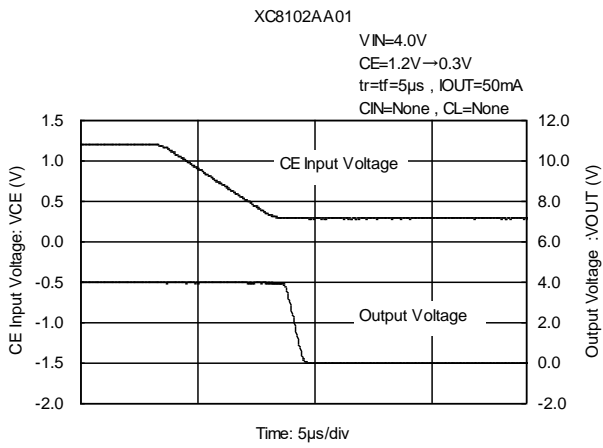 XC8102AA01
VIN=4.0V
CE=1.2V→0.3V
tr=tf=5μs , IOUT=50mA
CIN=None , CL=None
CE Input Voltage: VCE (V)
1.5
1.0
0.5
0.0
-0.5
-1.0
-1.5
-2.0
CE Input Voltage
Output Voltage
12.0
10.0
8.0
6.0
4.0
2.0
0.0
-2.0
Output Voltage :VOUT (V)
Time: 5μs/div